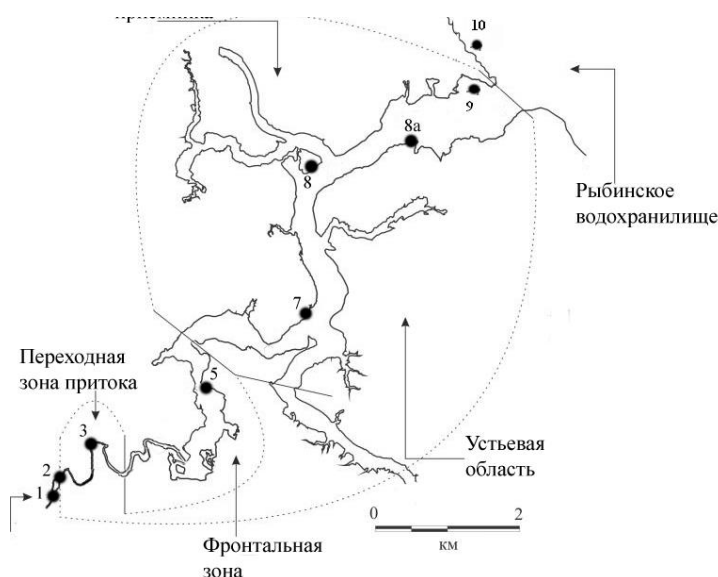 10
9
8а
8
Рыбинское
водохранилище
7
Переходная
зона притока
5
3
2
1
Устьевая
область
Фронтальная
зона
0 2
км